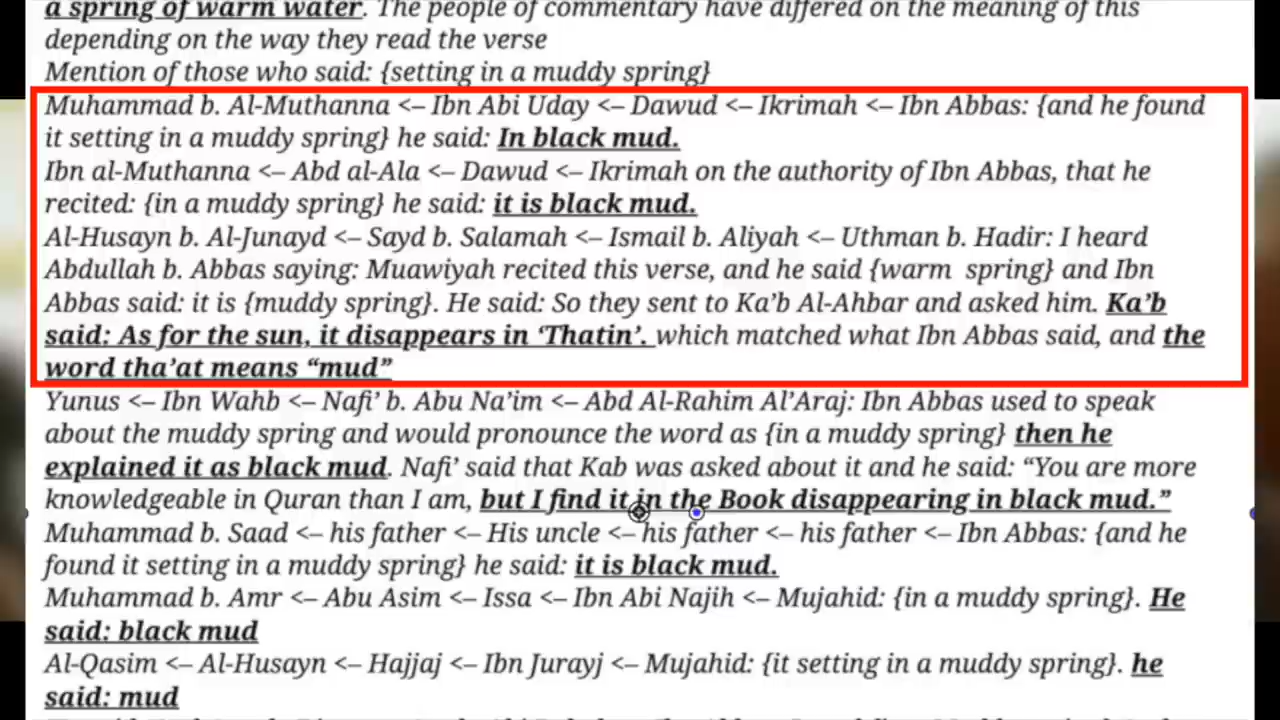 a spring of warm water. The people of commentary have differed on the meaning of this
depending on the way they read the verse
Mention of those who said: {setting in a muddy spring}
Muhammad b. Al-Muthanna <– Ibn Abi Uday <– Dawud <– Ikrimah <– Ibn Abbas: {and he found
it setting in a muddy spring} he said: In black mud.
Ibn al-Muthanna <– Abd al-Ala <– Dawud <– Ikrimah on the authority of Ibn Abbas, that he
recited: {in a muddy spring} he said: it is black mud.
Al-Husayn b. Al-Junayd <– Sayd b. Salamah <– Ismail b. Aliyah <– Uthman b. Hadir: I heard
Abdullah b. Abbas saying: Muawiyah recited this verse, and he said {warm  spring} and Ibn
Abbas said: it is {muddy spring}. He said: So they sent to Ka’b Al-Ahbar and asked him. Ka’b
said: As for the sun, it disappears in ‘Thatin’. which matched what Ibn Abbas said, and the
word tha’at means “mud”
Yunus <– Ibn Wahb <– Nafi’ b. Abu Na’im <– Abd Al-Rahim Al’Araj: Ibn Abbas used to speak
about the muddy spring and would pronounce the word as {in a muddy spring} then he
explained it as black mud. Nafi’ said that Kab was asked about it and he said: “You are more
knowledgeable in Quran than I am, but I find it in the Book disappearing in black mud.”
Muhammad b. Saad <– his father <– His uncle <– his father <– his father <– Ibn Abbas: {and he
found it setting in a muddy spring} he said: it is black mud.
Muhammad b. Amr <– Abu Asim <– Issa <– Ibn Abi Najih <– Mujahid: {in a muddy spring}. He
said: black mud
Al-Qasim <– Al-Husayn <– Hajjaj <– Ibn Jurayj <– Mujahid: {it setting in a muddy spring}. he
said: mud